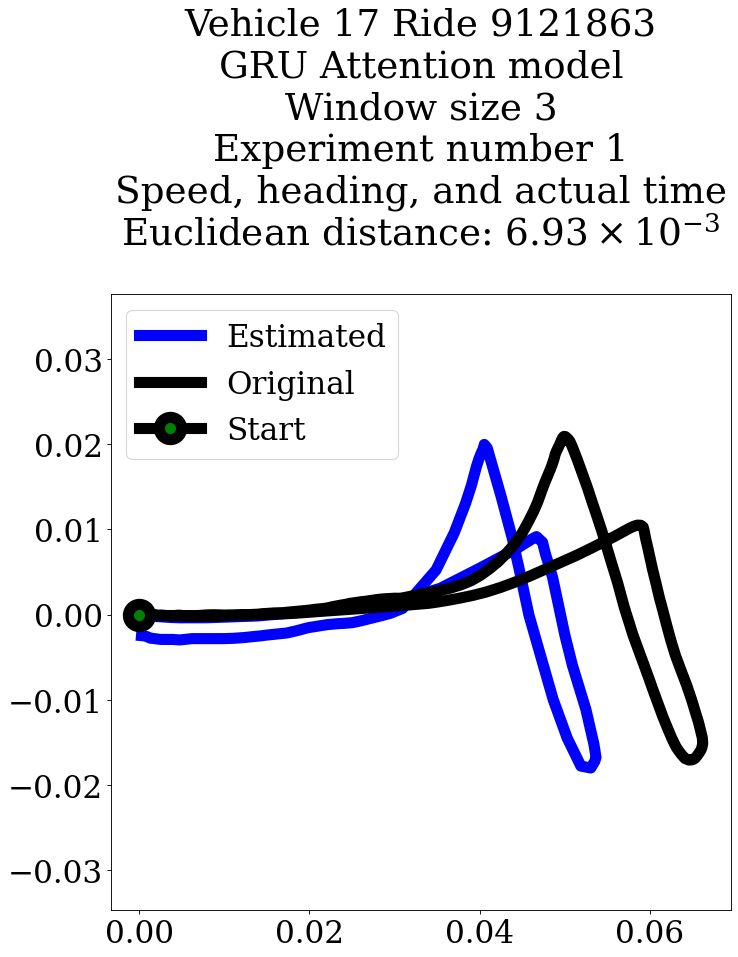 Vehicle 17 Ride 9121863
GRU Attention model
Window size 3
Experiment number 1
Speed, heading, and actual time
Euclidean distance: 6.93 × 10⁻³
Estimated
Original
Start
0.03
0.02
0.01
0.00
−0.01
−0.02
−0.03
0.00 0.02 0.04 0.06